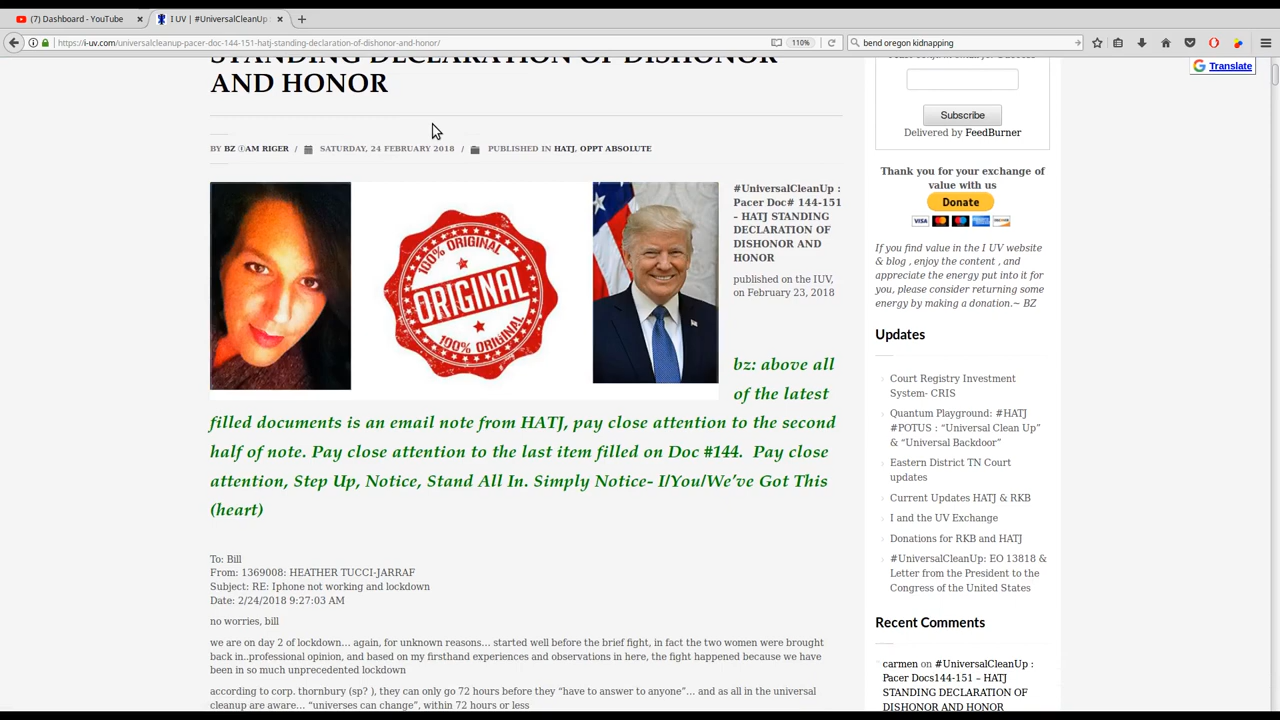 (7) Dashboard - YouTube
I UV | #UniversalCleanUp :
https://i-uv.com/universalcleanup-pacer-doc-144-151-hatj-standing-declaration-of-dishonor-and-honor/
110%
bend oregon kidnapping
STANDING DECLARATION OF DISHONOR
AND HONOR
BY BZ ☥AM RIGER / SATURDAY, 24 FEBRUARY 2018 / PUBLISHED IN HATJ, OPPT ABSOLUTE
100% ORIGINAL
ORIGINAL
100% ORIGINAL
#UniversalCleanUp :
Pacer Doc# 144-151
– HATJ STANDING
DECLARATION OF
DISHONOR AND
HONOR
published on the IUV,
on February 23, 2018
bz: above all
of the latest
filled documents is an email note from HATJ, pay close attention to the second
half of note. Pay close attention to the last item filled on Doc #144. Pay close
attention, Step Up, Notice, Stand All In. Simply Notice- I/You/We've Got This
(heart)
To: Bill
From: 1369008: HEATHER TUCCI-JARRAF
Subject: RE: Iphone not working and lockdown
Date: 2/24/2018 9:27:03 AM
no worries, bill
we are on day 2 of lockdown… again, for unknown reasons… started well before the brief fight, in fact the two women were brought
back in..professional opinion, and based on my firsthand experiences and observations in here, the fight happened because we have
been in so much unprecedented lockdown
according to corp. thornbury (sp? ), they can only go 72 hours before they “have to answer to anyone”… and as all in the universal
cleanup are aware… “universes can change”, within 72 hours or less
Translate
Subscribe
Delivered by FeedBurner
Thank you for your exchange of
value with us
Donate
VISA
DISCOVER
If you find value in the I UV website
& blog , enjoy the content , and
appreciate the energy put into it for
you, please consider returning some
energy by making a donation.~ BZ
Updates
Court Registry Investment
System- CRIS
Quantum Playground: #HATJ
#POTUS : “Universal Clean Up”
& “Universal Backdoor”
Eastern District TN Court
updates
Current Updates HATJ & RKB
I and the UV Exchange
Donations for RKB and HATJ
#UniversalCleanUp: EO 13818 &
Letter from the President to the
Congress of the United States
Recent Comments
carmen on #UniversalCleanUp :
Pacer Docs144-151 – HATJ
STANDING DECLARATION OF
DISHONOR AND HONOR